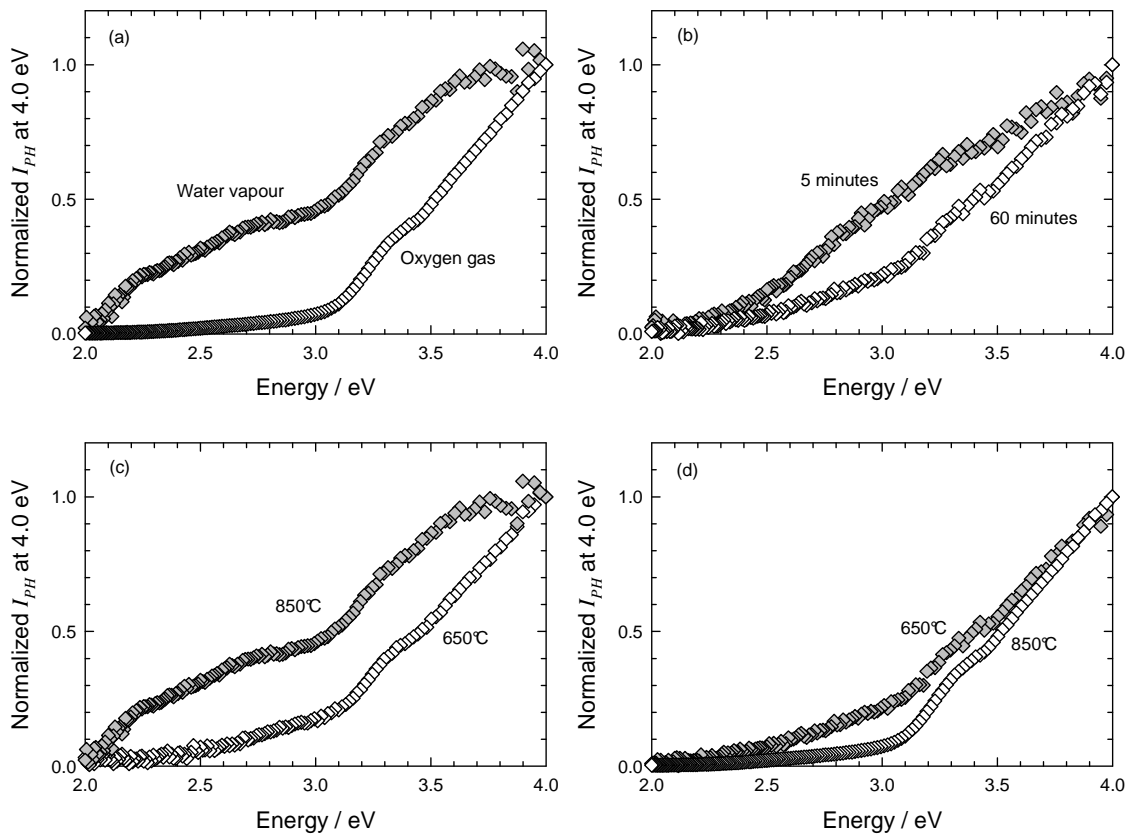 (a)
Normalized I_PH at 4.0 eV
1.0
0.5
0.0
Water vapour
Oxygen gas
2.0 2.5 3.0 3.5 4.0
Energy / eV
(b)
Normalized I_PH at 4.0 eV
1.0
0.5
0.0
5 minutes
60 minutes
2.0 2.5 3.0 3.5 4.0
Energy / eV
(c)
Normalized I_PH at 4.0 eV
1.0
0.5
0.0
850°C
650°C
2.0 2.5 3.0 3.5 4.0
Energy / eV
(d)
Normalized I_PH at 4.0 eV
1.0
0.5
0.0
650°C
850°C
2.0 2.5 3.0 3.5 4.0
Energy / eV